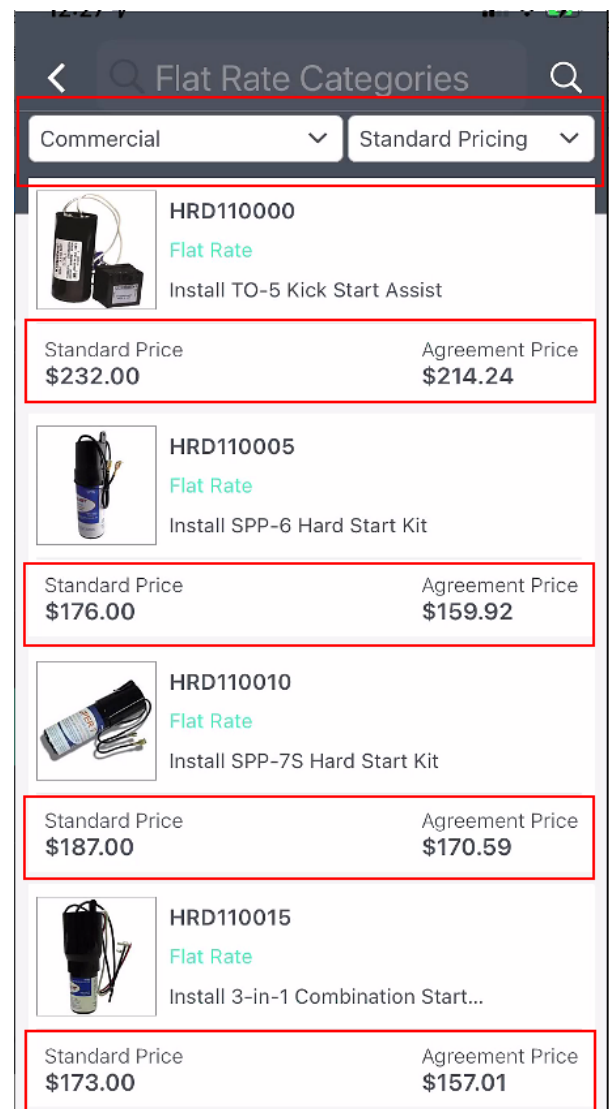 12:27
Flat Rate Categories
Commercial
Standard Pricing
HRD110000
Flat Rate
Install TO-5 Kick Start Assist
Standard Price Agreement Price
$232.00 $214.24
HRD110005
Flat Rate
Install SPP-6 Hard Start Kit
Standard Price Agreement Price
$176.00 $159.92
HRD110010
Flat Rate
Install SPP-7S Hard Start Kit
Standard Price Agreement Price
$187.00 $170.59
HRD110015
Flat Rate
Install 3-in-1 Combination Start...
Standard Price Agreement Price
$173.00 $157.01